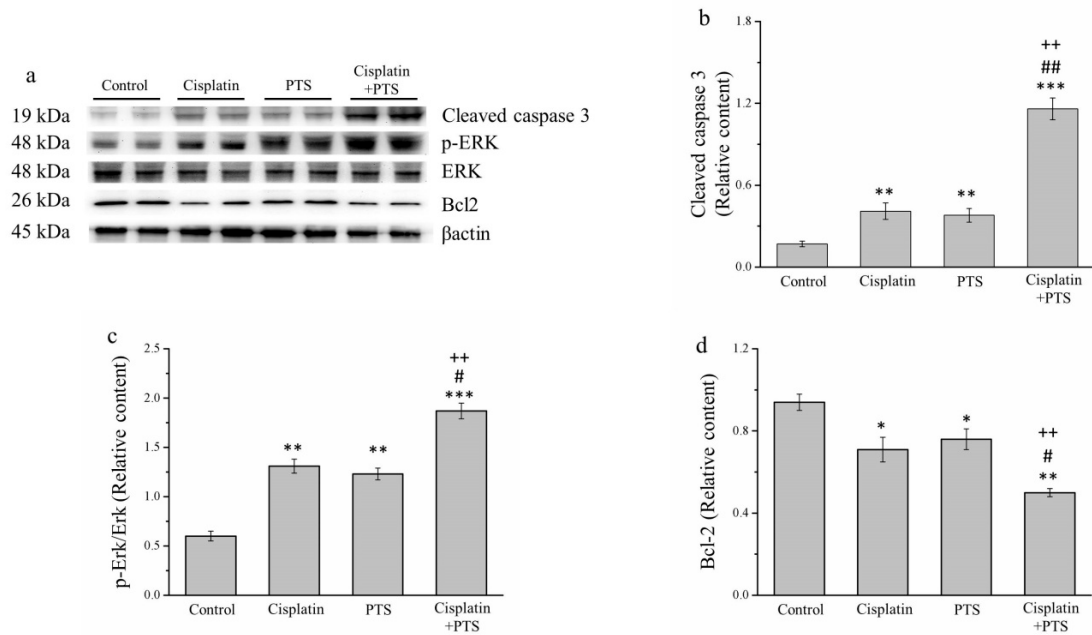 a
Control Cisplatin PTS Cisplatin
+PTS
19 kDa Cleaved caspase 3
48 kDa p-ERK
48 kDa ERK
26 kDa Bcl2
45 kDa βactin
b
Cleaved caspase 3
(Relative content)
1.8
1.2
0.6
0.0
**
**
++
##
***
Control Cisplatin PTS Cisplatin
+PTS
c
p-Erk/Erk (Relative content)
2.5
2.0
1.5
1.0
0.5
0.0
**
**
++
#
***
Control Cisplatin PTS Cisplatin
+PTS
d
Bcl-2 (Relative content)
1.2
0.8
0.4
0.0
*
*
++
#
**
Control Cisplatin PTS Cisplatin
+PTS